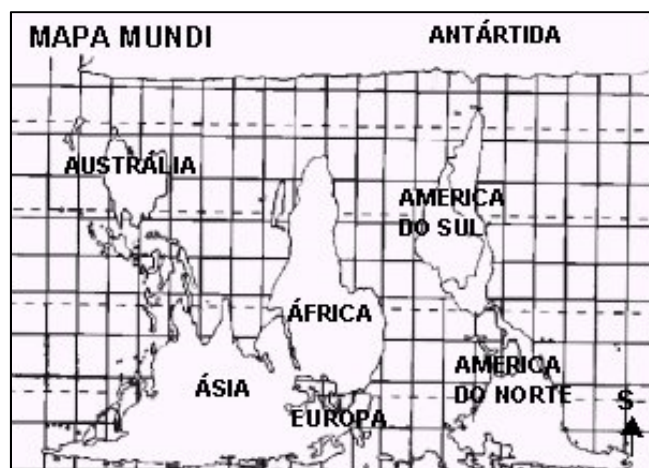 MAPA MUNDI
ANTÁRTIDA
AUSTRÁLIA
AMERICA
DO SUL
ÁFRICA
ÁSIA
AMERICA
DO NORTE
EUROPA
S